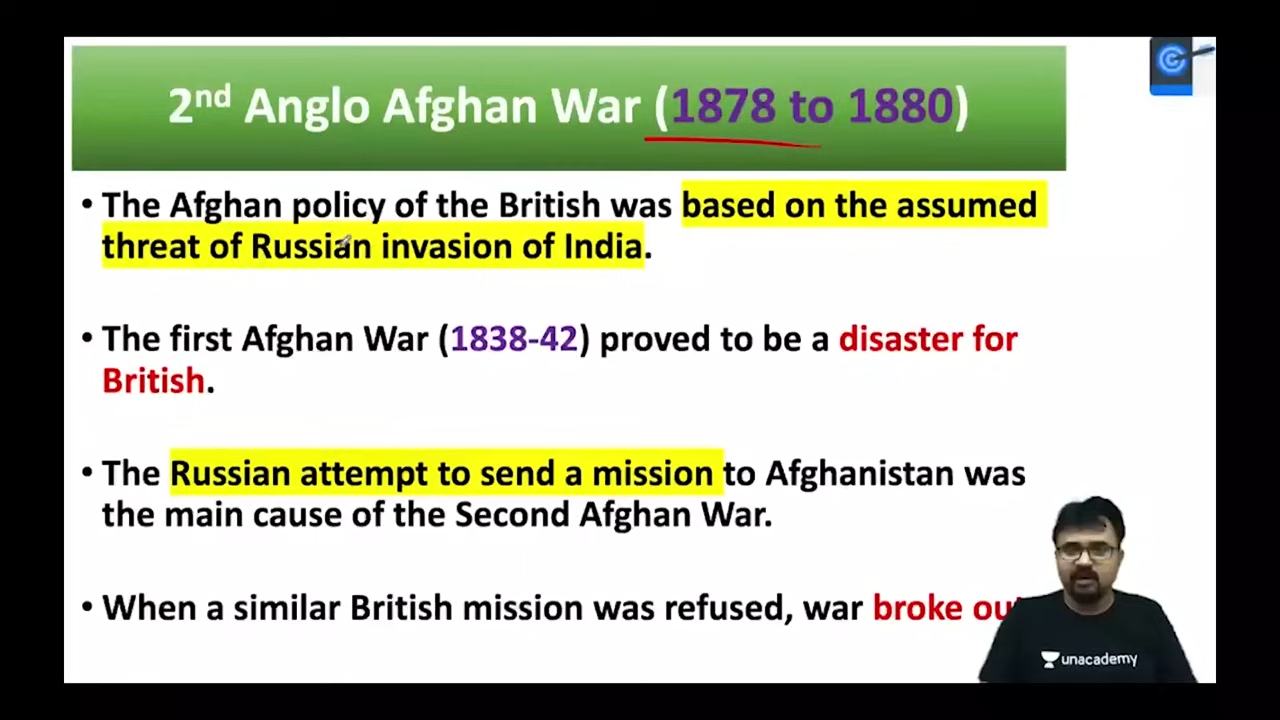 2nd Anglo Afghan War (1878 to 1880)
• The Afghan policy of the British was based on the assumed
threat of Russian invasion of India.
• The first Afghan War (1838-42) proved to be a disaster for
British.
• The Russian attempt to send a mission to Afghanistan was
the main cause of the Second Afghan War.
• When a similar British mission was refused, war broke out
unacademy